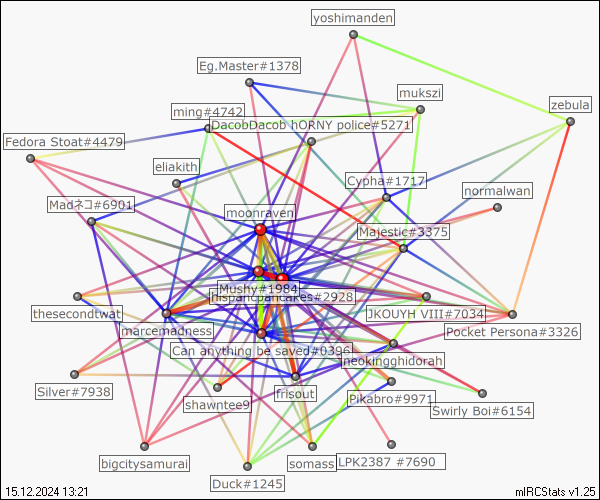 yoshimanden
Eg.Master#1378
mukszi
zebula
ming#4742
DacobDacob hORNY police#5271
Fedora Stoat#4479
eliakith
Cypha#1717
normalwan
Madネコ#6901
moonraven
Majestic#3375
Mushy#1984
hispancpancakes#2928
thesecondtwat
JKOUYH VIII#7034
marcemadness
Pocket Persona#3326
Can anything be saved#0396
neokingghidorah
Silver#7938
shawntee9
frisout
Pikabro#9971
Swirly Boi#6154
bigcitysamurai
somass
LPK2387 #7690
Duck#1245
15.12.2024 13:21
mIRCStats v1.25